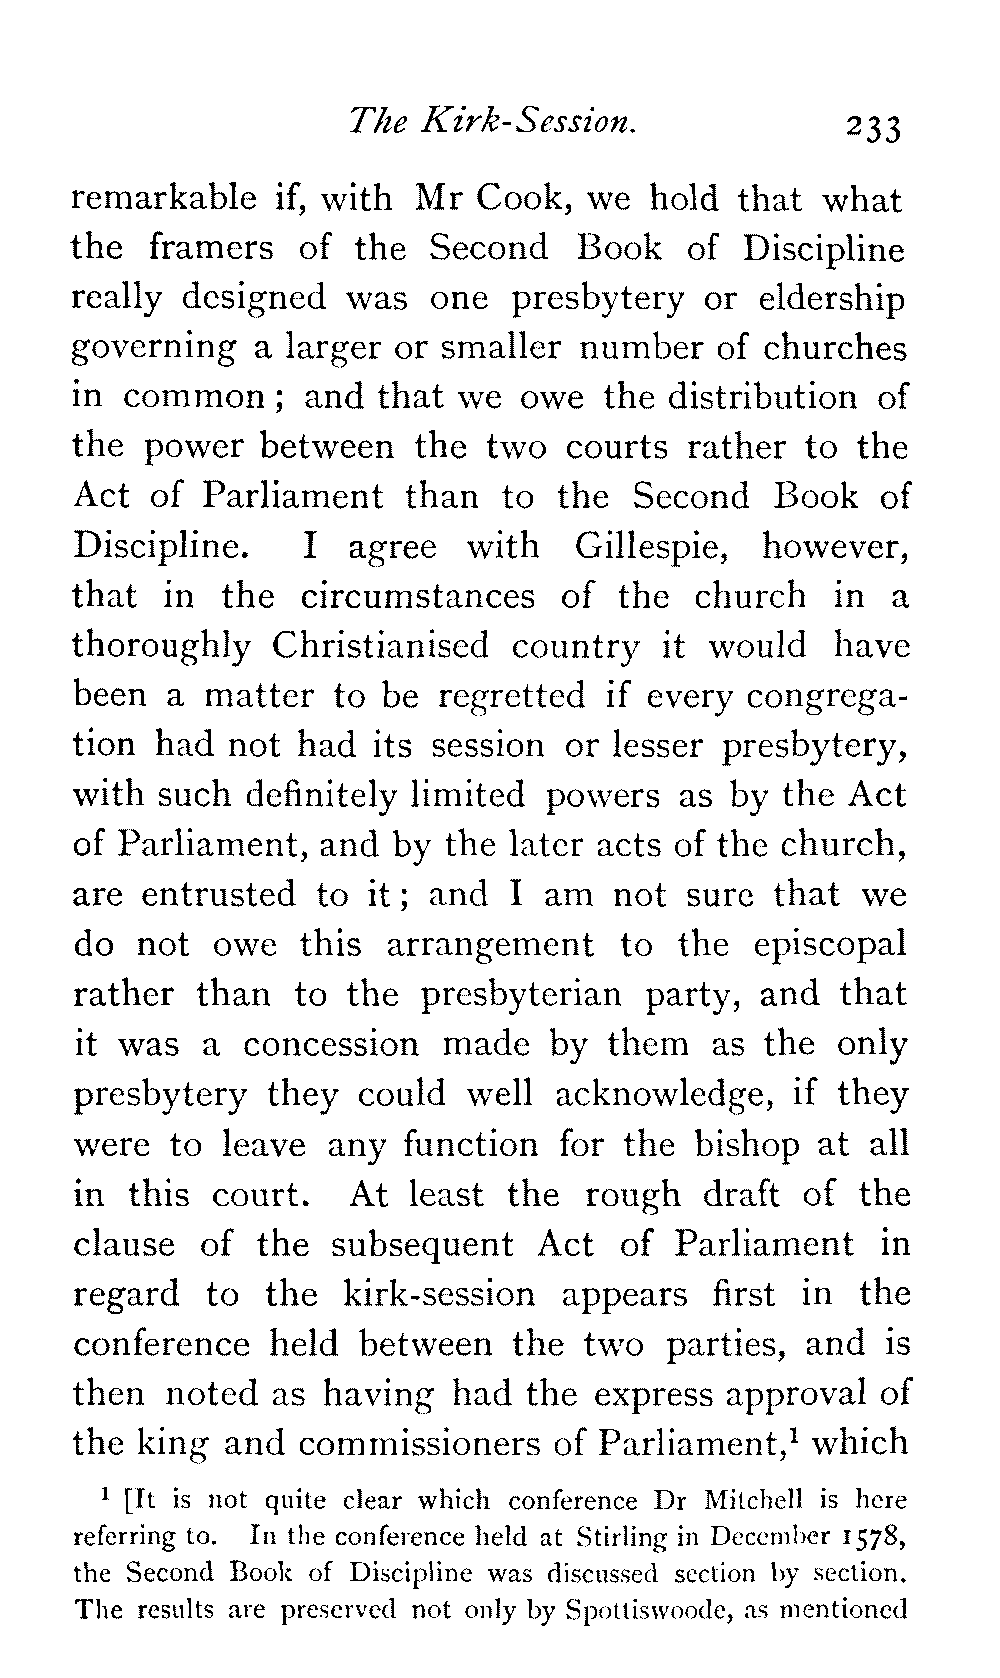 The Kirk-Session. 233
remarkable if, with Mr Cook, we hold that what
the framers of the Second Book of Discipline
really designed was one presbytery or eldership
governing a larger or smaller number of churches
in common; and that we owe the distribution of
the power between the two courts rather to the
Act of Parliament than to the Second Book of
Discipline. I agree with Gillespie, however,
that in the circumstances of the church in a
thoroughly Christianised country it would have
been a matter to be regretted if every congrega-
tion had not had its session or lesser presbytery,
with such definitely limited powers as by the Act
of Parliament, and by the later acts of the church,
are entrusted to it; and I am not sure that we
do not owe this arrangement to the episcopal
rather than to the presbyterian party, and that
it was a concession made by them as the only
presbytery they could well acknowledge, if they
were to leave any function for the bishop at all
in this court. At least the rough draft of the
clause of the subsequent Act of Parliament in
regard to the kirk-session appears first in the
conference held between the two parties, and is
then noted as having had the express approval of
the king and commissioners of Parliament,¹ which
¹ [It is not quite clear which conference Dr Mitchell is here
referring to. In the conference held at Stirling in December 1578,
the Second Book of Discipline was discussed section by section.
The results are preserved not only by Spottiswoode, as mentioned